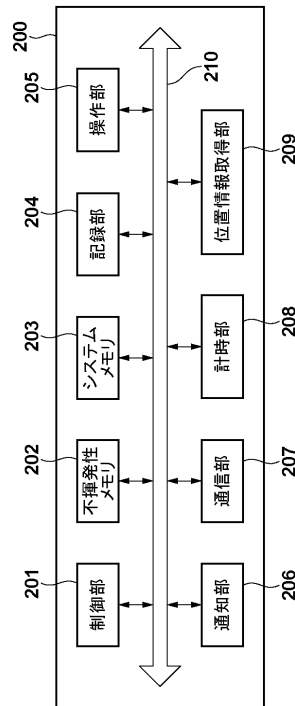 200
201
制御部
202
不揮発性
メモリ
203
システム
メモリ
204
記録部
205
操作部
210
通知部
206
通信部
207
計時部
208
位置情報取得部
209